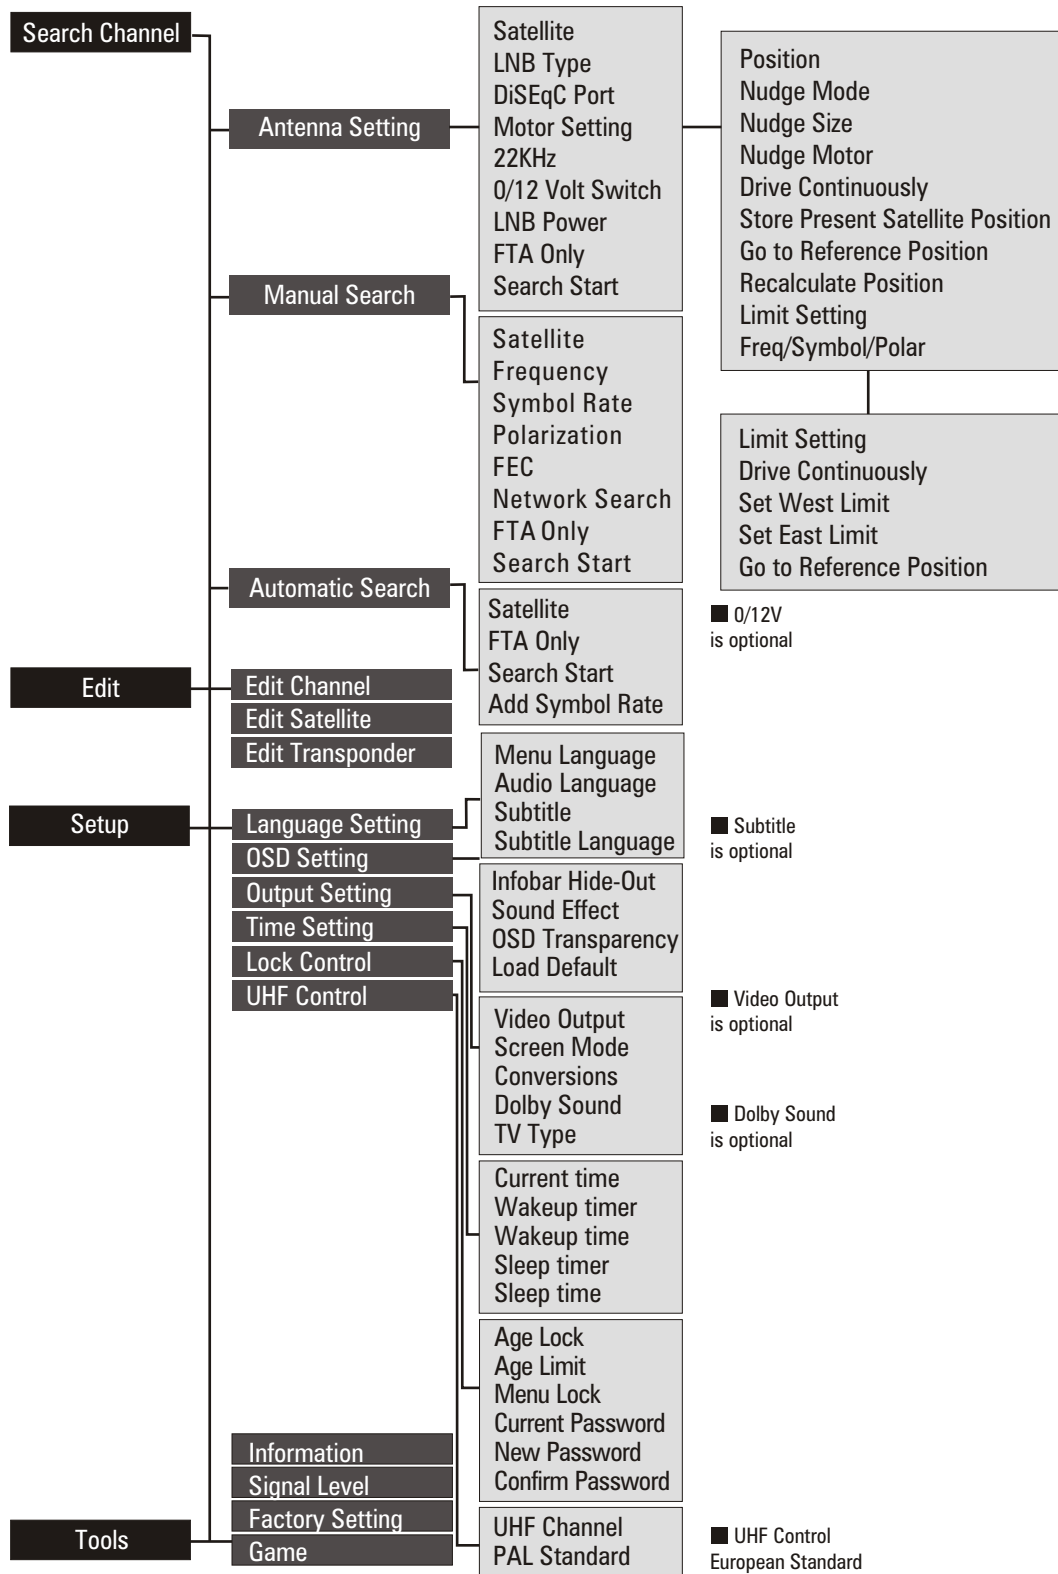 Search Channel
Antenna Setting
Satellite
LNB Type
DiSEqC Port
Motor Setting
22KHz
0/12 Volt Switch
LNB Power
FTA Only
Search Start
Position
Nudge Mode
Nudge Size
Nudge Motor
Drive Continuously
Store Present Satellite Position
Go to Reference Position
Recalculate Position
Limit Setting
Freq/Symbol/Polar
Limit Setting
Drive Continuously
Set West Limit
Set East Limit
Go to Reference Position
Manual Search
Satellite
Frequency
Symbol Rate
Polarization
FEC
Network Search
FTA Only
Search Start
Automatic Search
Satellite
FTA Only
Search Start
Add Symbol Rate
■ 0/12V
is optional
Edit
Edit Channel
Edit Satellite
Edit Transponder
Setup
Language Setting
OSD Setting
Output Setting
Time Setting
Lock Control
UHF Control
Menu Language
Audio Language
Subtitle
Subtitle Language
■ Subtitle
is optional
Infobar Hide-Out
Sound Effect
OSD Transparency
Load Default
Video Output
Screen Mode
Conversions
Dolby Sound
TV Type
■ Video Output
is optional
■ Dolby Sound
is optional
Current time
Wakeup timer
Wakeup time
Sleep timer
Sleep time
Age Lock
Age Limit
Menu Lock
Current Password
New Password
Confirm Password
UHF Channel
PAL Standard
■ UHF Control
European Standard
Tools
Information
Signal Level
Factory Setting
Game